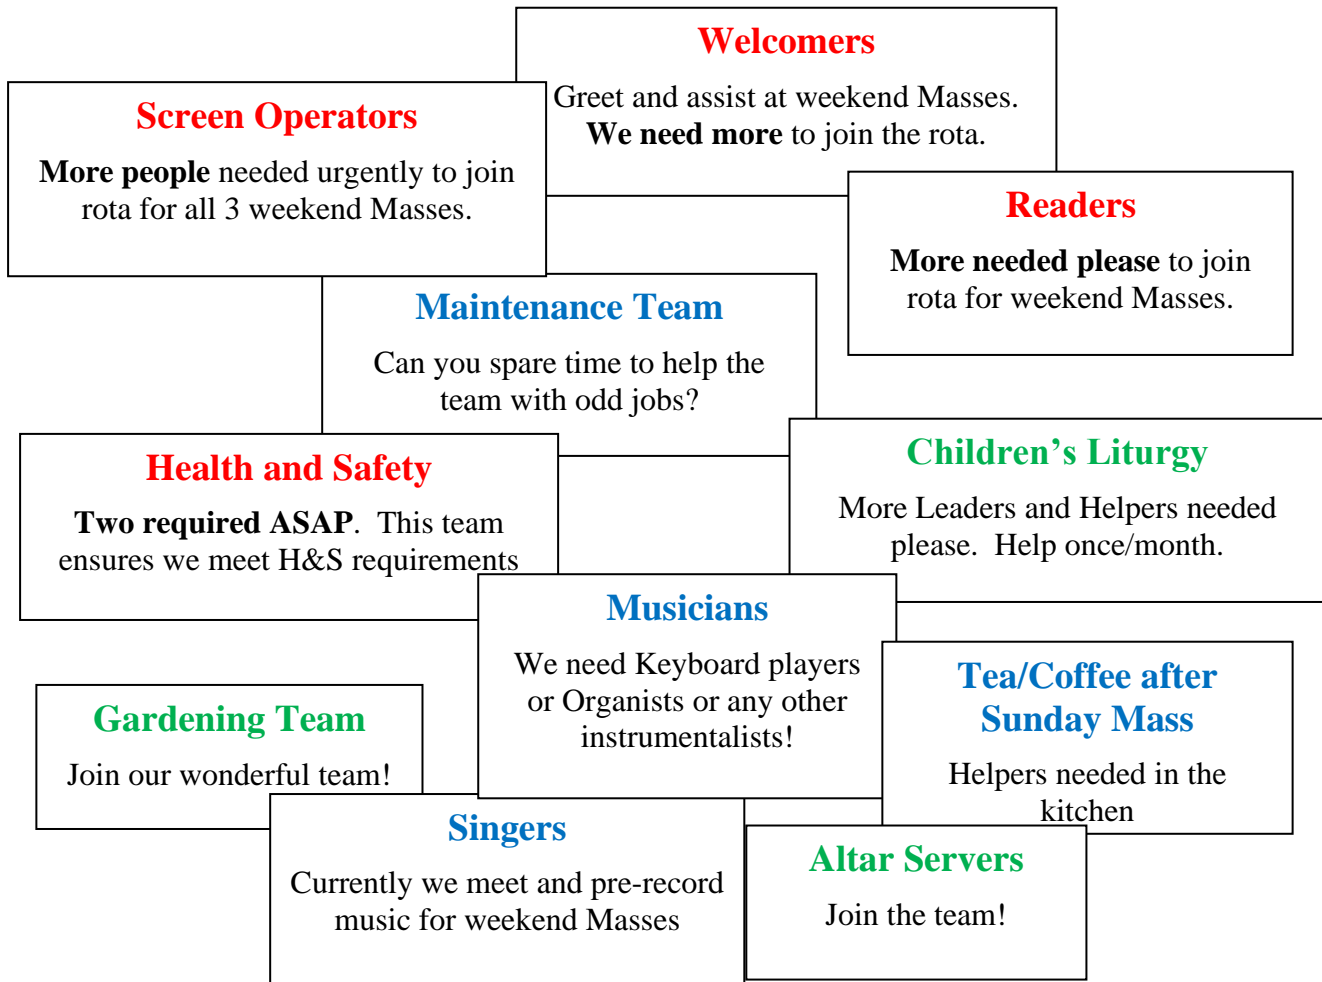 Welcomers
Greet and assist at weekend Masses.
We need more to join the rota.
Screen Operators
More people needed urgently to join
rota for all 3 weekend Masses.
Readers
More needed please to join
rota for weekend Masses.
Maintenance Team
Can you spare time to help the
team with odd jobs?
Children’s Liturgy
More Leaders and Helpers needed
please.  Help once/month.
Health and Safety
Two required ASAP.  This team
ensures we meet H&S requirements
Musicians
We need Keyboard players
or Organists or any other
instrumentalists!
Tea/Coffee after
Sunday Mass
Helpers needed in the
kitchen
Gardening Team
Join our wonderful team!
Singers
Currently we meet and pre-record
music for weekend Masses
Altar Servers
Join the team!